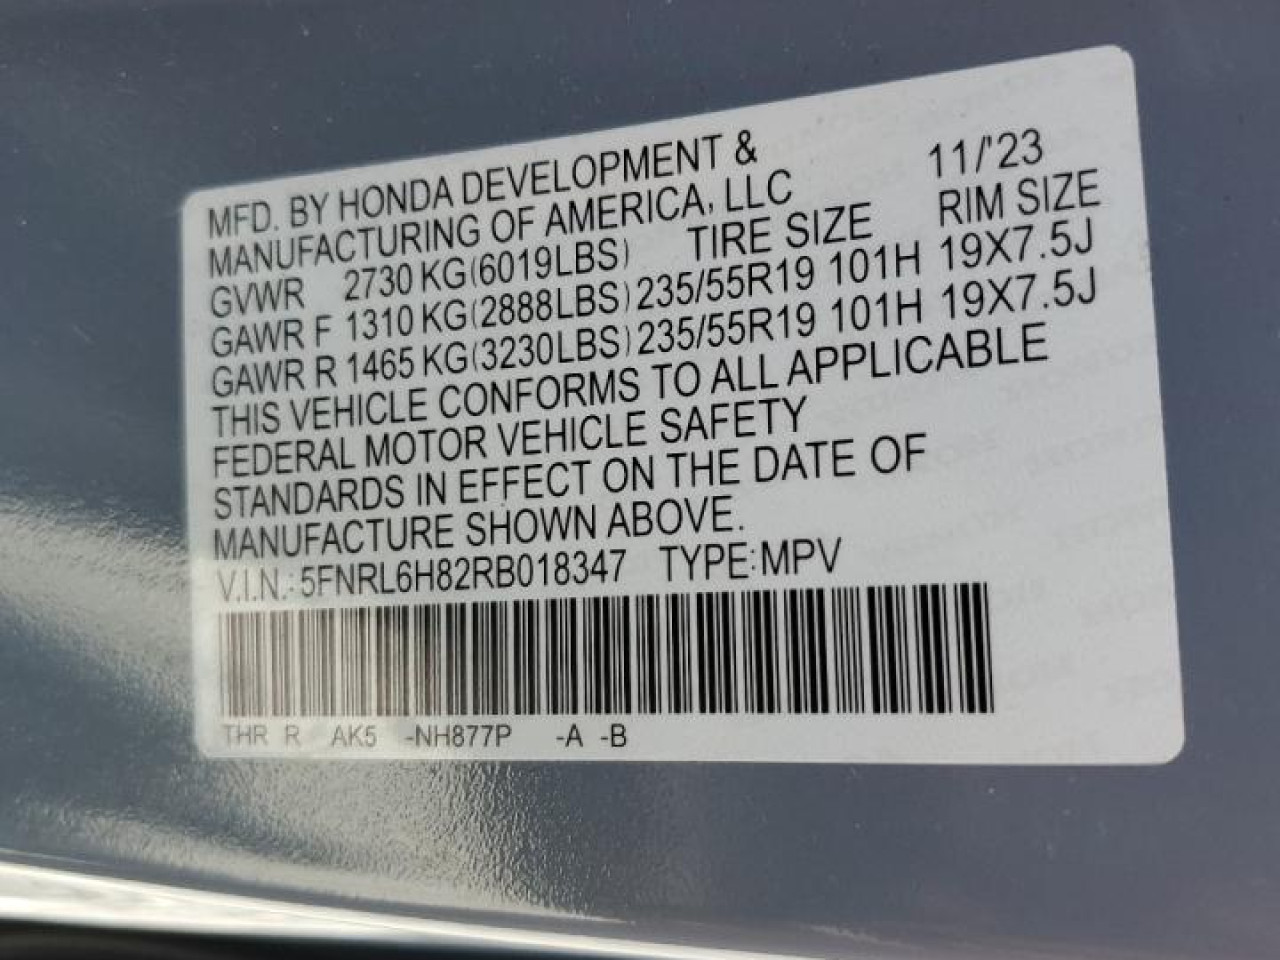 MFD. BY HONDA DEVELOPMENT &
MANUFACTURING OF AMERICA, LLC 11/'23
GVWR 2730 KG(6019LBS) TIRE SIZE RIM SIZE
GAWR F 1310 KG(2888LBS) 235/55R19 101H 19X7.5J
GAWR R 1465 KG(3230LBS) 235/55R19 101H 19X7.5J
THIS VEHICLE CONFORMS TO ALL APPLICABLE
FEDERAL MOTOR VEHICLE SAFETY
STANDARDS IN EFFECT ON THE DATE OF
MANUFACTURE SHOWN ABOVE.
V.I.N.: 5FNRL6H82RB018347 TYPE:MPV
THR R AK5 -NH877P -A -B